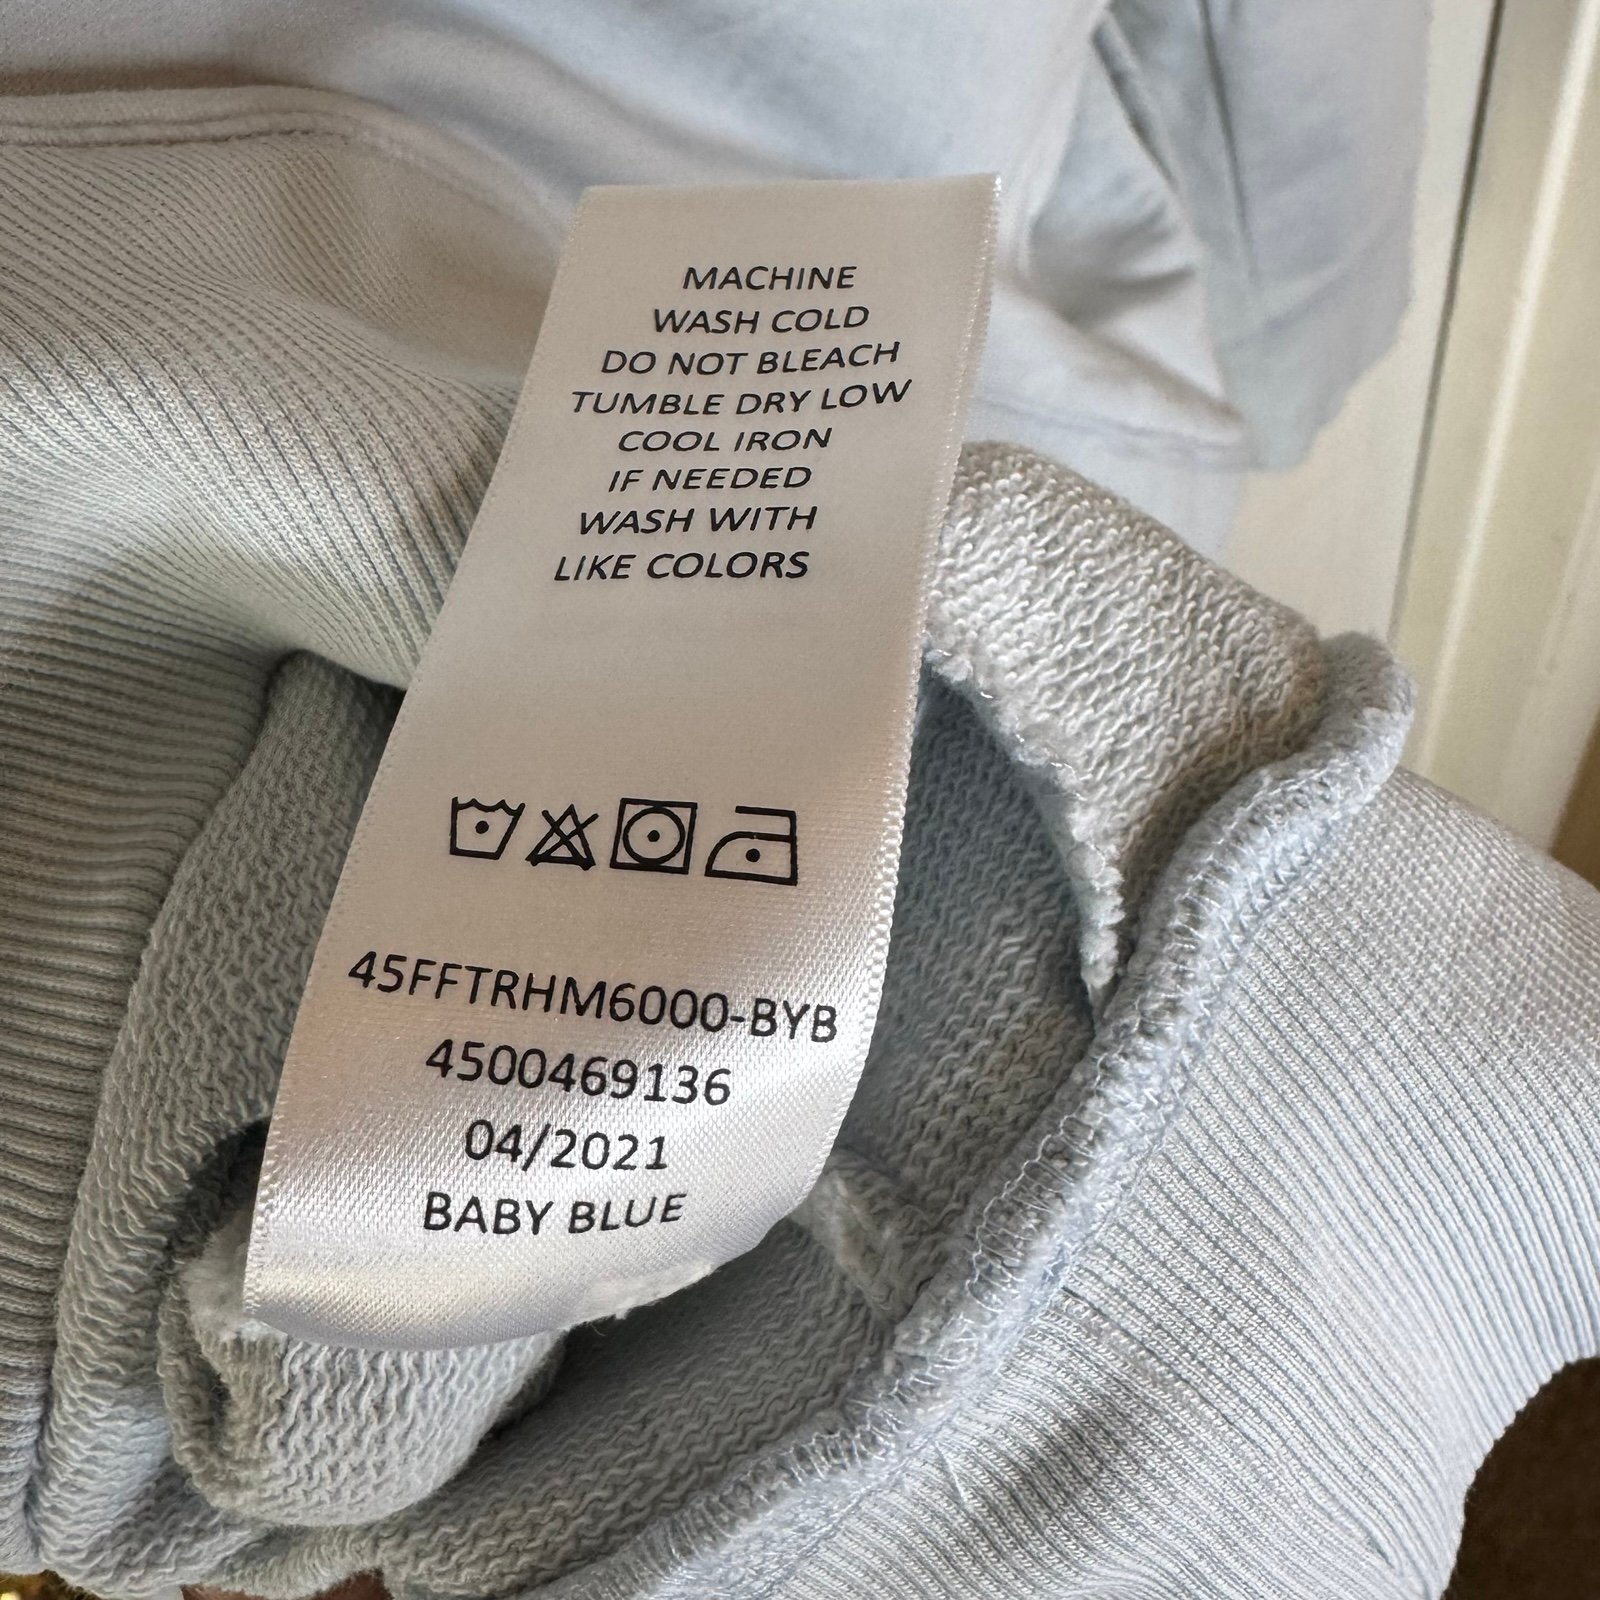 MACHINE
WASH COLD
DO NOT BLEACH
TUMBLE DRY LOW
COOL IRON
IF NEEDED
WASH WITH
LIKE COLORS
45FFTRHM6000-BYB
4500469136
04/2021
BABY BLUE